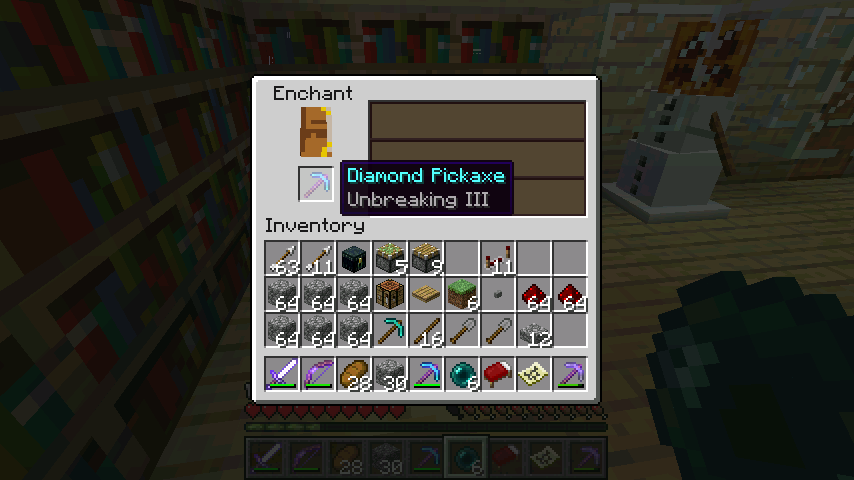 Enchant
Diamond Pickaxe
Unbreaking III
Inventory
63 11 5 9 11
64 64 64 6 64 64
64 64 64 16 12
28 30 6
28 30 6